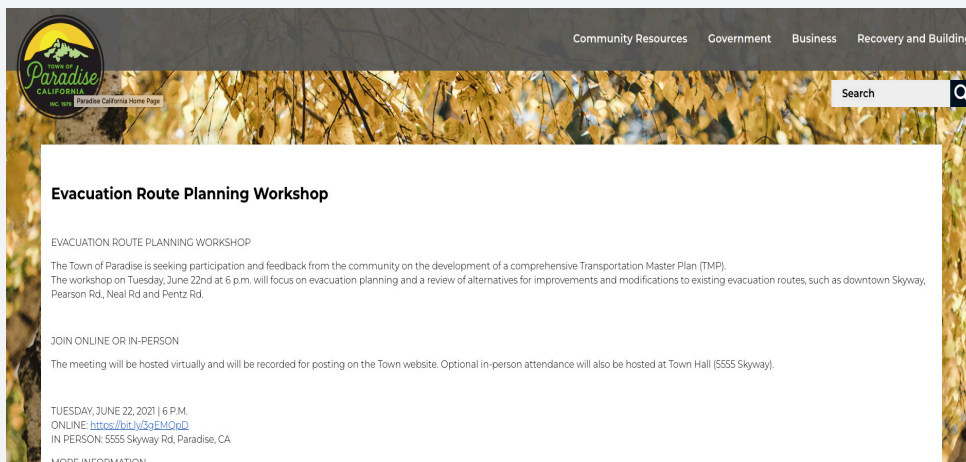 TOWN OF
Paradise
CALIFORNIA
INC. 1979
Paradise California Home Page
Community Resources Government Business Recovery and Building
Search
Evacuation Route Planning Workshop
EVACUATION ROUTE PLANNING WORKSHOP
The Town of Paradise is seeking participation and feedback from the community on the development of a comprehensive Transportation Master Plan (TMP).
The workshop on Tuesday, June 22nd at 6 p.m. will focus on evacuation planning and a review of alternatives for improvements and modifications to existing evacuation routes, such as downtown Skyway,
Pearson Rd., Neal Rd and Pentz Rd.
JOIN ONLINE OR IN-PERSON
The meeting will be hosted virtually and will be recorded for posting on the Town website. Optional in-person attendance will also be hosted at Town Hall (5555 Skyway).
TUESDAY, JUNE 22, 2021 | 6 P.M.
ONLINE: https://bit.ly/3gEMQpD
IN PERSON: 5555 Skyway Rd, Paradise, CA
MORE INFORMATION